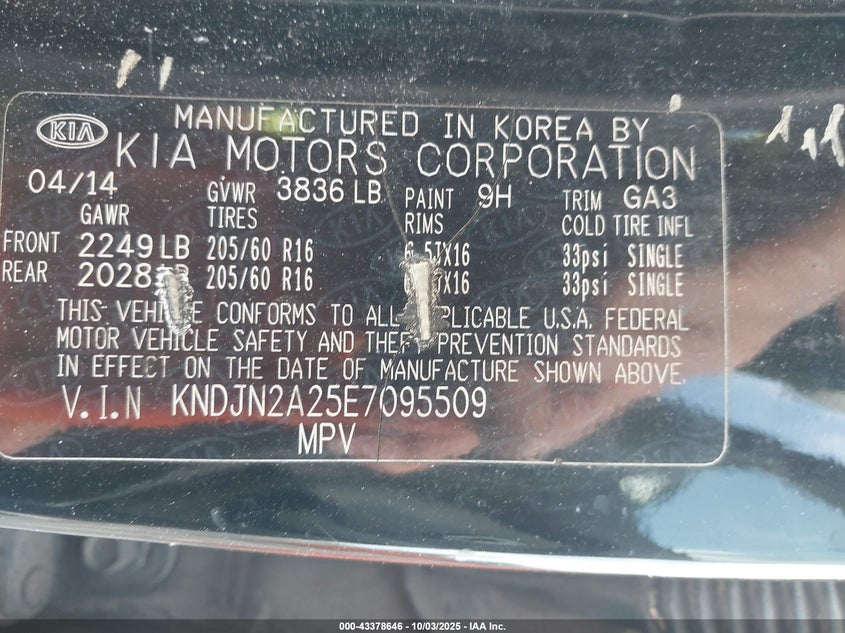 KIA
MANUFACTURED IN KOREA BY
KIA MOTORS CORPORATION
04/14 GVWR 3836 LB PAINT 9H TRIM GA3
GAWR TIRES RIMS COLD TIRE INFL
FRONT 2249 LB 205/60 R16 33psi SINGLE
REAR 205/60 R16 33psi SINGLE
THIS VEHICLE CONFORMS TO ALL U.S.A. FEDERAL
MOTOR VEHICLE SAFETY AND THEFT PREVENTION STANDARDS
IN EFFECT ON THE DATE OF MANUFACTURE SHOWN ABOVE.
V.I.N KNDJN2A25E7095509
MPV
000-43378646 - 10/03/2025 - IAA Inc.